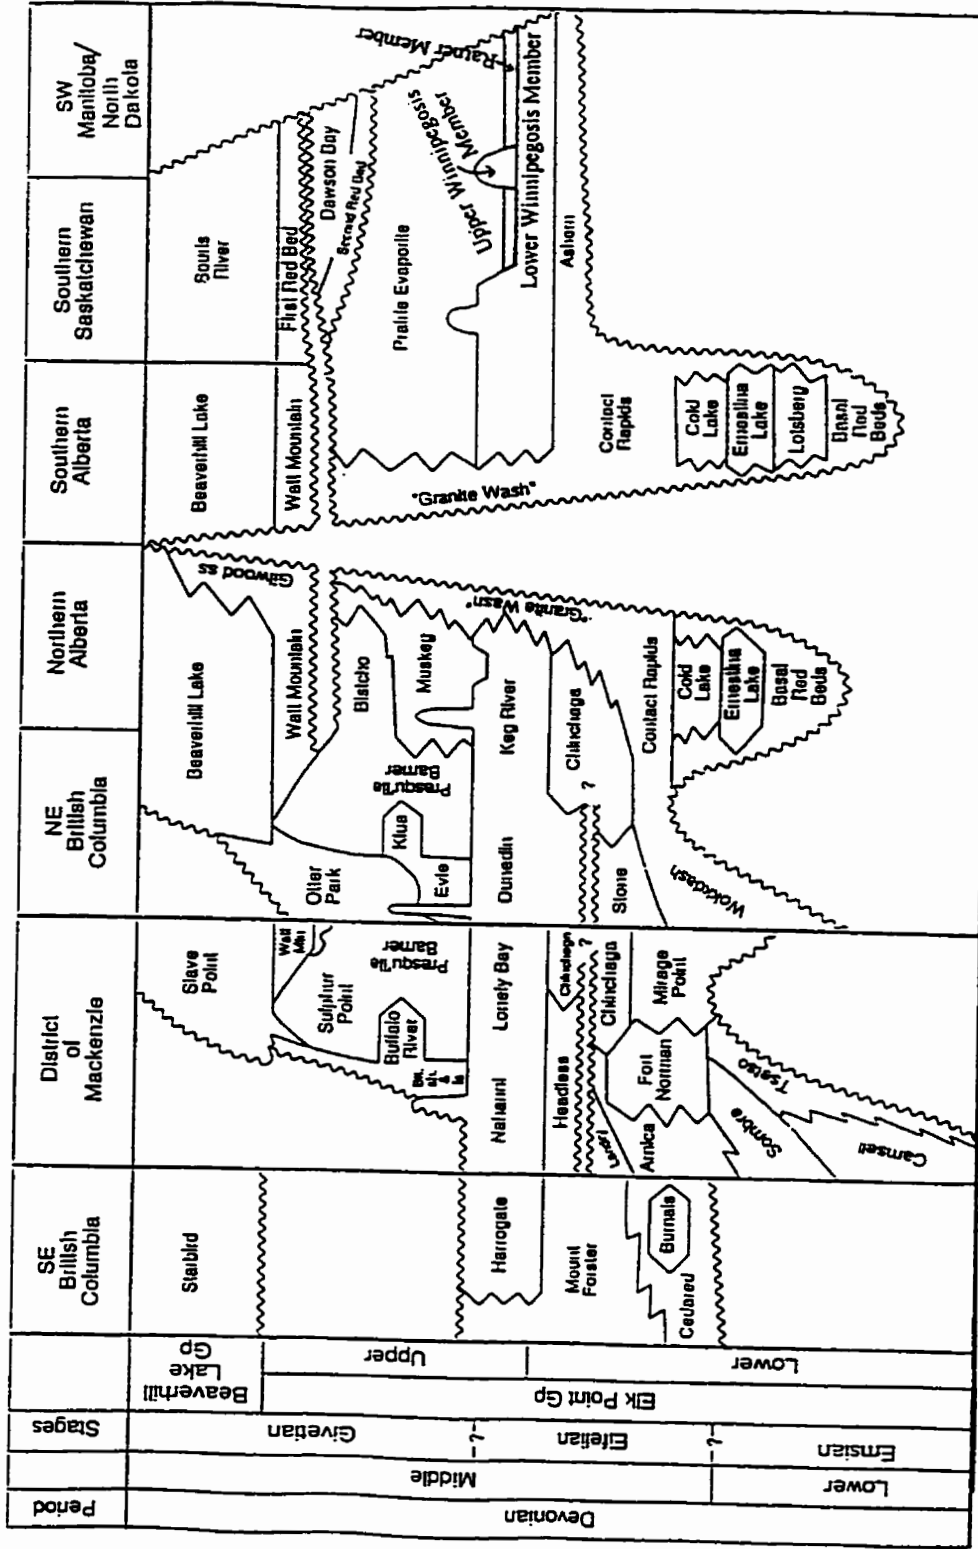 Period
Stages
SE
British
Columbia
District
of
Mackenzie
NE
British
Columbia
Northern
Alberta
Southern
Alberta
Southern
Saskatchewan
SW
Manitoba/
North
Dakota
Devonian
Middle
Lower
Givetian
-?-
Eifelian
-?-
Emsian
Beaverhill
Lake
Gp
Elk Point Gp
Upper
Lower
Starbird
Harrogate
Mount
Forster
Burnais
Cedared
Slave
Point
Watt
Mtn
Sulphur
Point
Presqu'ile
Barrier
Buffalo
River
Nahanni
Lonely Bay
Headless
Chinchaga
?
Chinchaga
Landry
Arnica
Fort
Norman
Mirage
Point
Sombre
Tsetso
Camsell
Beaverhill Lake
Otter
Park
Watt Mountain
Klua
Presqu'ile
Barrier
Evie
Dunedin
Keg River
Stone
?
Chinchaga
Wokkpash
Contact Rapids
Gilwood ss
Bistcho
Muskeg
"Granite Wash"
Cold
Lake
Ernestina
Lake
Basal
Red
Beds
Beaverhill Lake
Watt Mountain
"Granite Wash"
Contact
Rapids
Cold
Lake
Ernestina
Lake
Lotsberg
Basal
Red
Beds
Souris
River
First Red Bed
Dawson Bay
Second Red Bed
Prairie Evaporite
Upper Winnipegosis
Member
Ratner Member
Lower Winnipegosis Member
Ashern